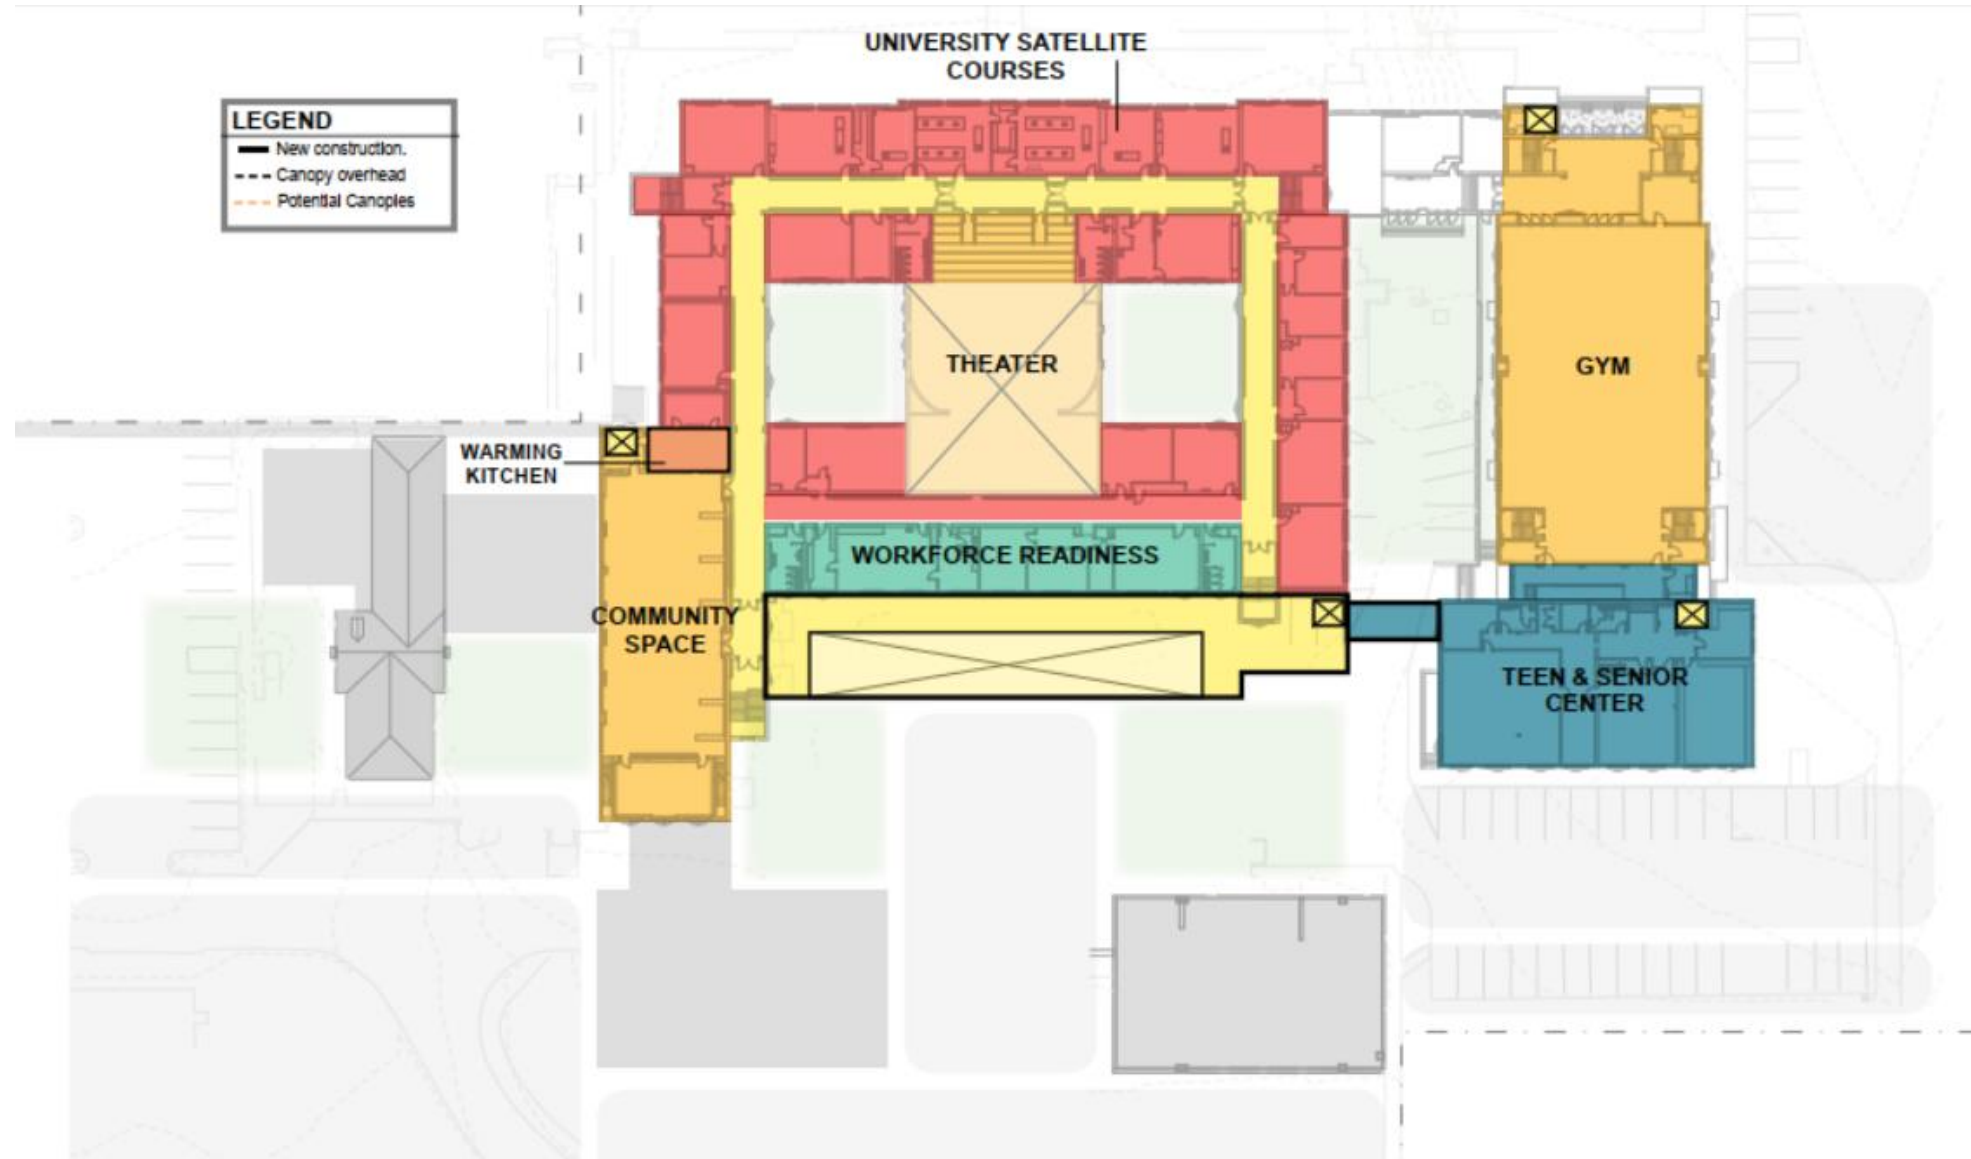 UNIVERSITY SATELLITE
COURSES
LEGEND
New construction.
Canopy overhead
Potential Canopies
THEATER
GYM
WARMING
KITCHEN
WORKFORCE READINESS
COMMUNITY
SPACE
TEEN & SENIOR
CENTER